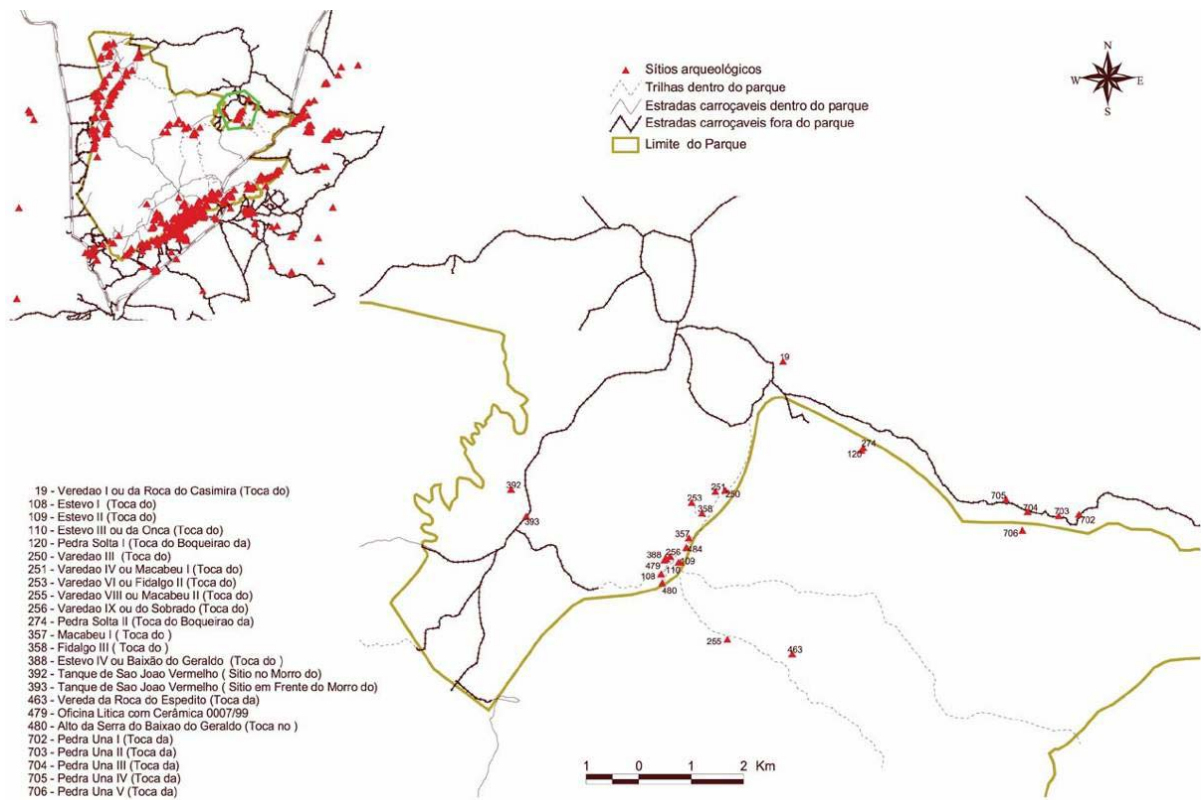 Sítios arqueológicos
Trilhas dentro do parque
Estradas carroçaveis dentro do parque
Estradas carroçaveis fora do parque
Limite do Parque
N
W E
S
19
274
120
392
393
251
250
253
358
357
484
388
256
479
109
110
108
480
255
463
705
704
703
702
706
19 - Veredao I ou da Roca do Casimira (Toca do)
108 - Estevo I (Toca do)
109 - Estevo II (Toca do)
110 - Estevo III ou da Onca (Toca do)
120 - Pedra Solta I (Toca do Boqueirao da)
250 - Varedao III (Toca do)
251 - Varedao IV ou Macabeu I (Toca do)
253 - Varedao VI ou Fidalgo II (Toca do)
255 - Varedao VIII ou Macabeu II (Toca do)
256 - Varedao IX ou do Sobrado (Toca do)
274 - Pedra Solta II (Toca do Boqueirao da)
357 - Macabeu I ( Toca do )
358 - Fidalgo III ( Toca do)
388 - Estevo IV ou Baixão do Geraldo (Toca do )
392 - Tanque de Sao Joao Vermelho ( Sitio no Morro do)
393 - Tanque de Sao Joao Vermelho ( Sitio em Frente do Morro do)
463 - Vereda da Roca do Espedito (Toca da)
479 - Oficina Lítica com Cerâmica 0007/99
480 - Alto da Serra do Baixao do Geraldo (Toca no )
702 - Pedra Una I (Toca da)
703 - Pedra Una II (Toca da)
704 - Pedra Una III (Toca da)
705 - Pedra Una IV (Toca da)
706 - Pedra Una V (Toca da)
1 0 1 2 Km